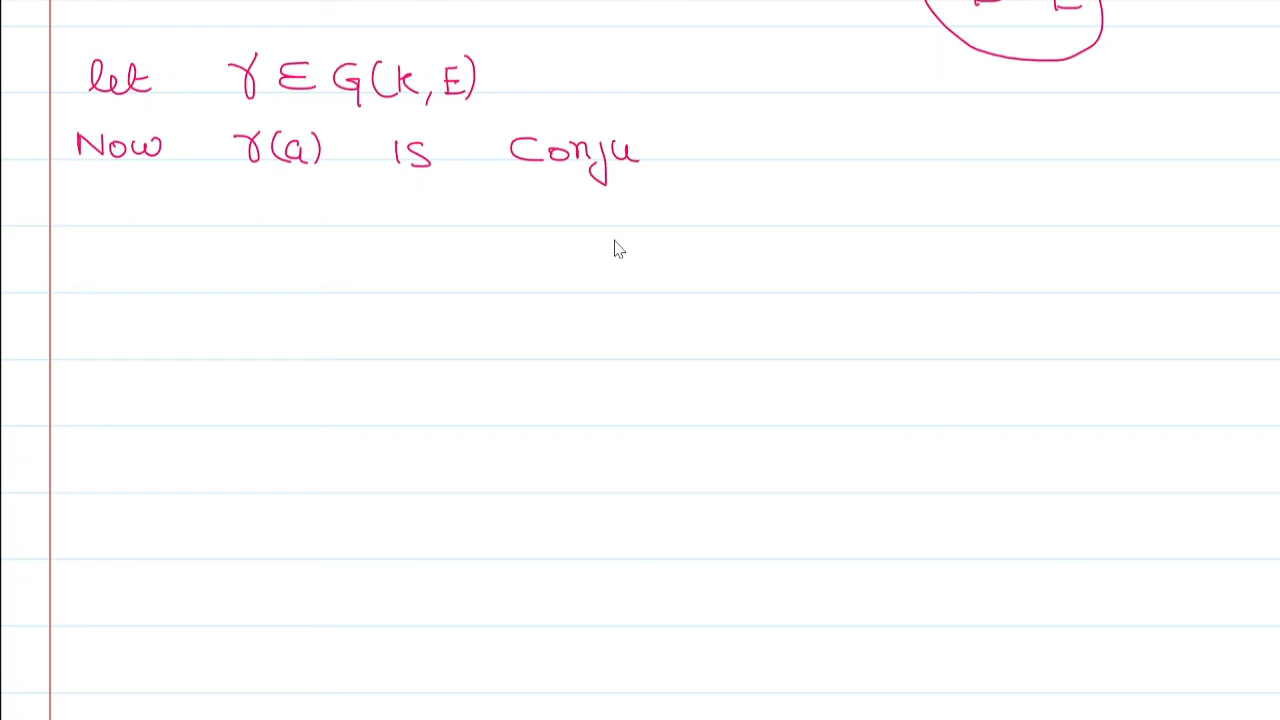 let γ ∈ G(K, E)
Now γ(a) is Conju